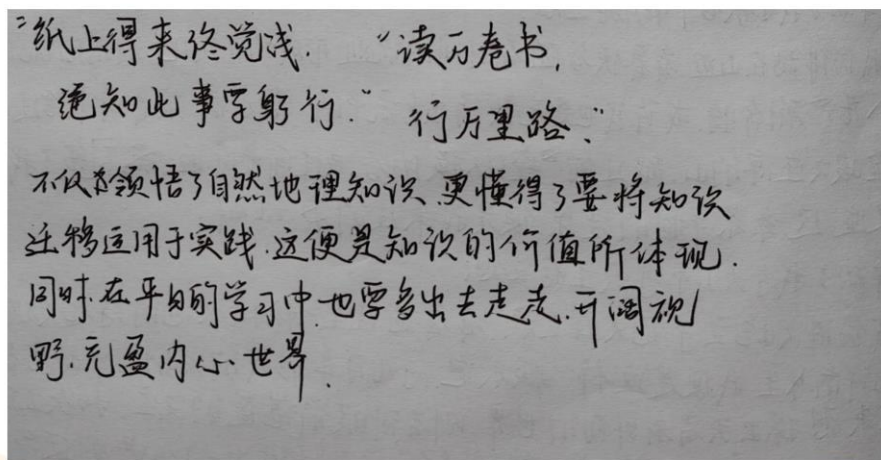 "纸上得来终觉浅. "读万卷书,
绝知此事要躬行." 行万里路."
不仅领悟了自然地理知识、更懂得了要将知识
迁移运用于实践.这便是知识的价值所体现.
同时.在平日的学习中.也要多出去走走.开阔视
野.充盈内心世界.